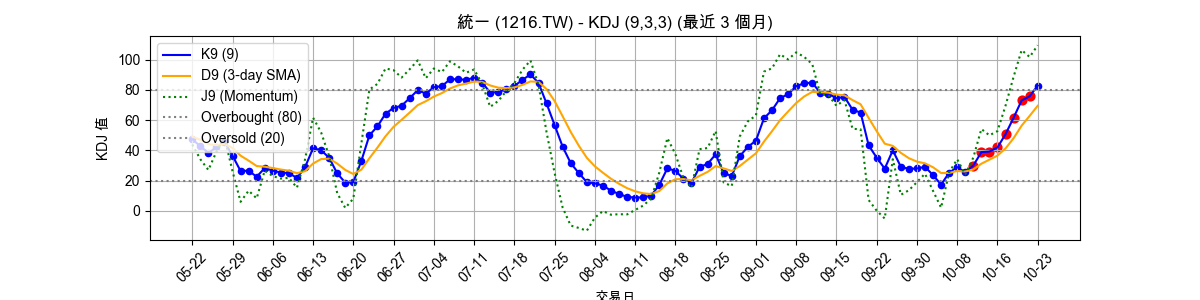 統一 (1216.TW) - KDJ (9,3,3) (最近 3 個月)
K9 (9)
D9 (3-day SMA)
J9 (Momentum)
Overbought (80)
Oversold (20)
KDJ 值
100
80
60
40
20
0
05-22 05-29 06-06 06-13 06-20 06-27 07-04 07-11 07-18 07-25 08-04 08-11 08-18 08-25 09-01 09-08 09-15 09-22 09-30 10-08 10-16 10-23
交易日